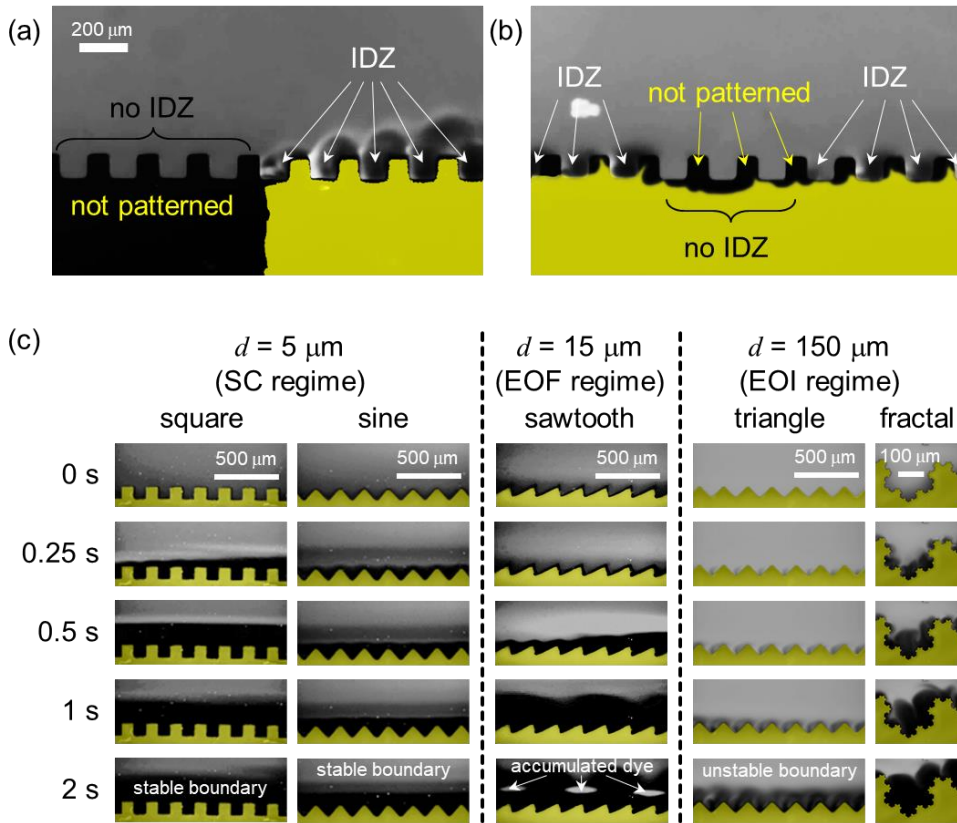 (a)
200 μm
IDZ
no IDZ
not patterned
(b)
IDZ
not patterned
IDZ
no IDZ
(c)
d = 5 μm
(SC regime)
d = 15 μm
(EOF regime)
d = 150 μm
(EOI regime)
square
sine
sawtooth
triangle
fractal
0 s
500 μm
500 μm
500 μm
500 μm
100 μm
0.25 s
0.5 s
1 s
2 s
stable boundary
stable boundary
accumulated dye
unstable boundary